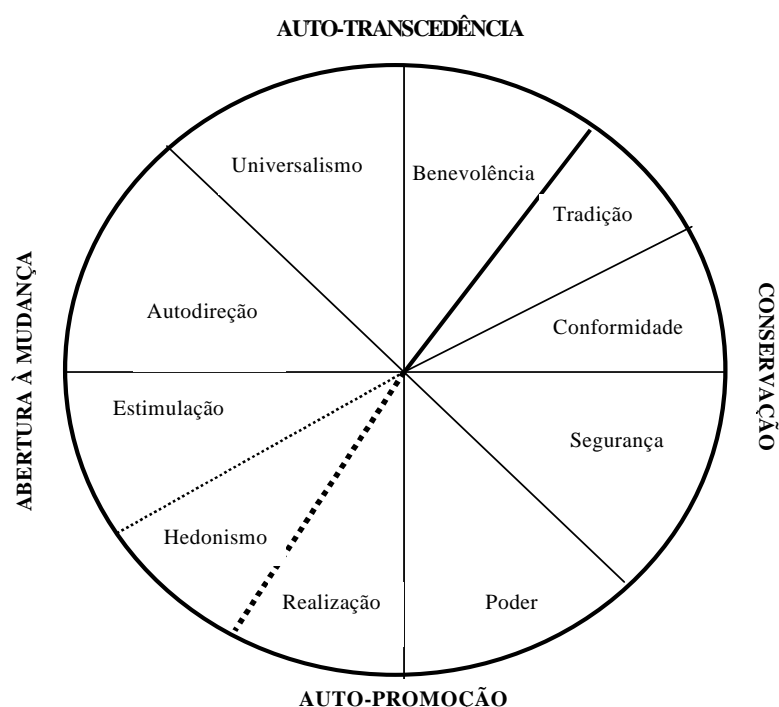 AUTO-TRANSCEDÊNCIA
Universalismo
Benevolência
Tradição
Autodireção
Conformidade
ABERTURA À MUDANÇA
CONSERVAÇÃO
Estimulação
Segurança
Hedonismo
Realização
Poder
AUTO-PROMOCÃO